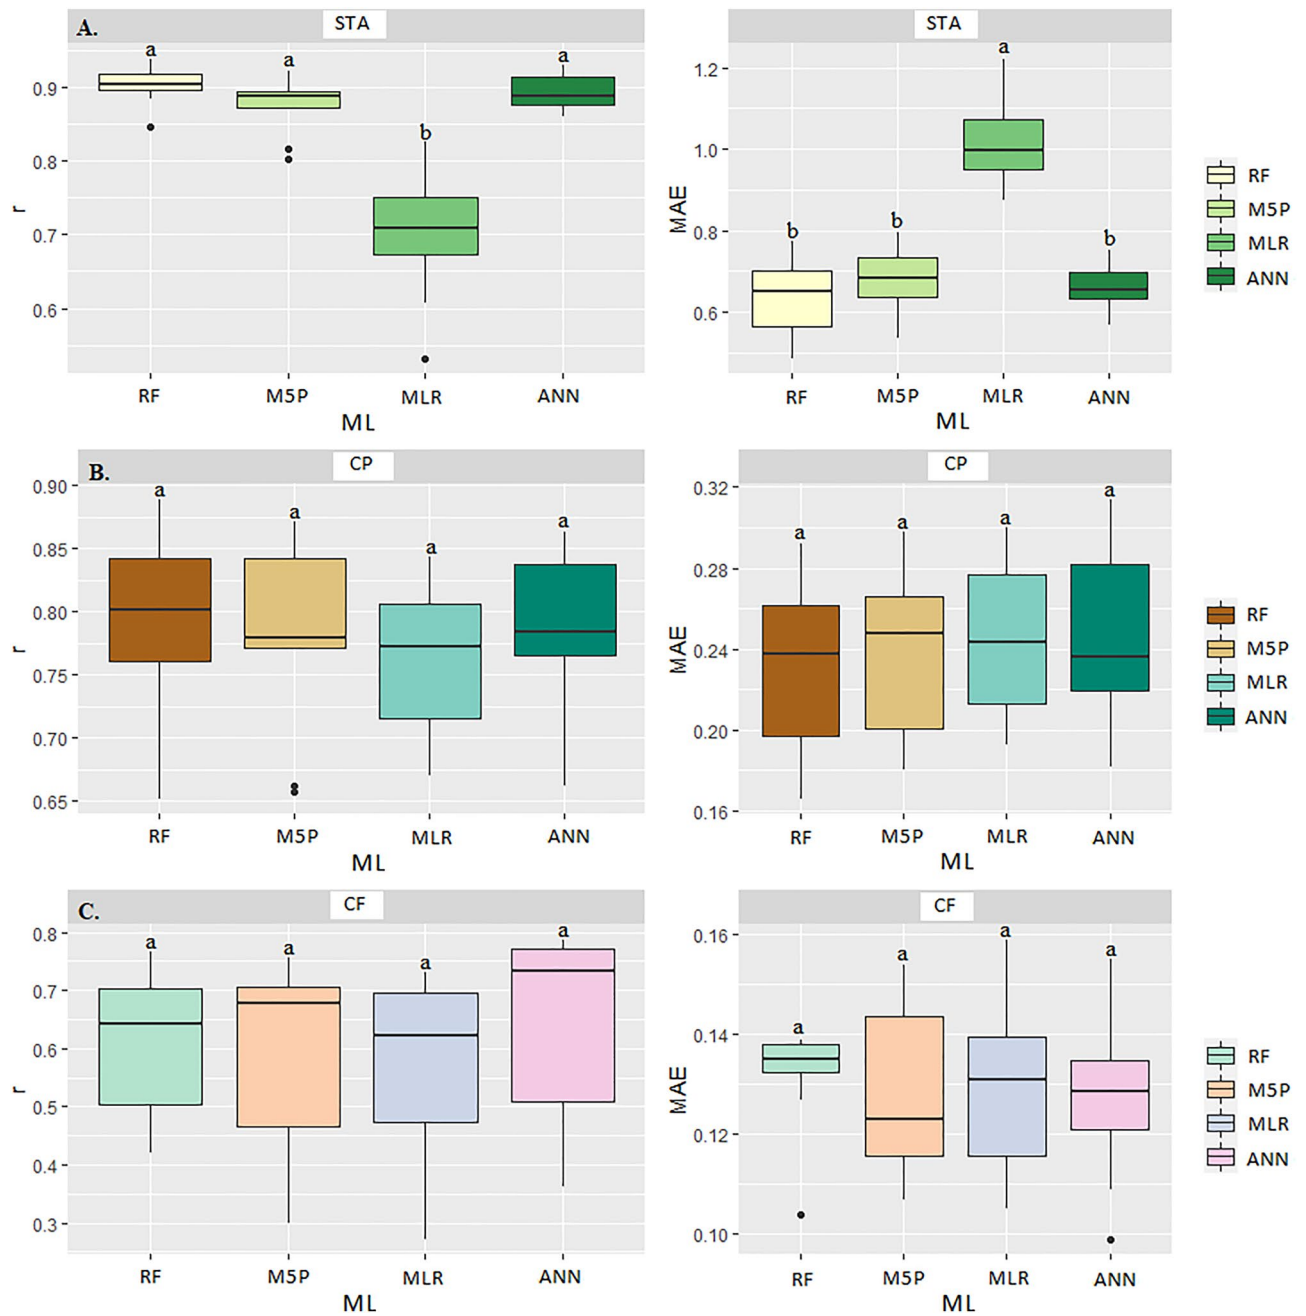 A.
STA
a
a
b
a
0.9
0.8
0.7
0.6
r
RF
M5P
MLR
ANN
ML
STA
a
b
b
b
1.2
1.0
0.8
0.6
MAE
RF
M5P
MLR
ANN
ML
RF
M5P
MLR
ANN
B.
CP
a
a
a
a
0.90
0.85
0.80
0.75
0.70
0.65
r
RF
M5P
MLR
ANN
ML
CP
a
a
a
a
0.32
0.28
0.24
0.20
0.16
MAE
RF
M5P
MLR
ANN
ML
RF
M5P
MLR
ANN
C.
CF
a
a
a
a
0.8
0.7
0.6
0.5
0.4
0.3
r
RF
M5P
MLR
ANN
ML
CF
a
a
a
a
0.16
0.14
0.12
0.10
MAE
RF
M5P
MLR
ANN
ML
RF
M5P
MLR
ANN